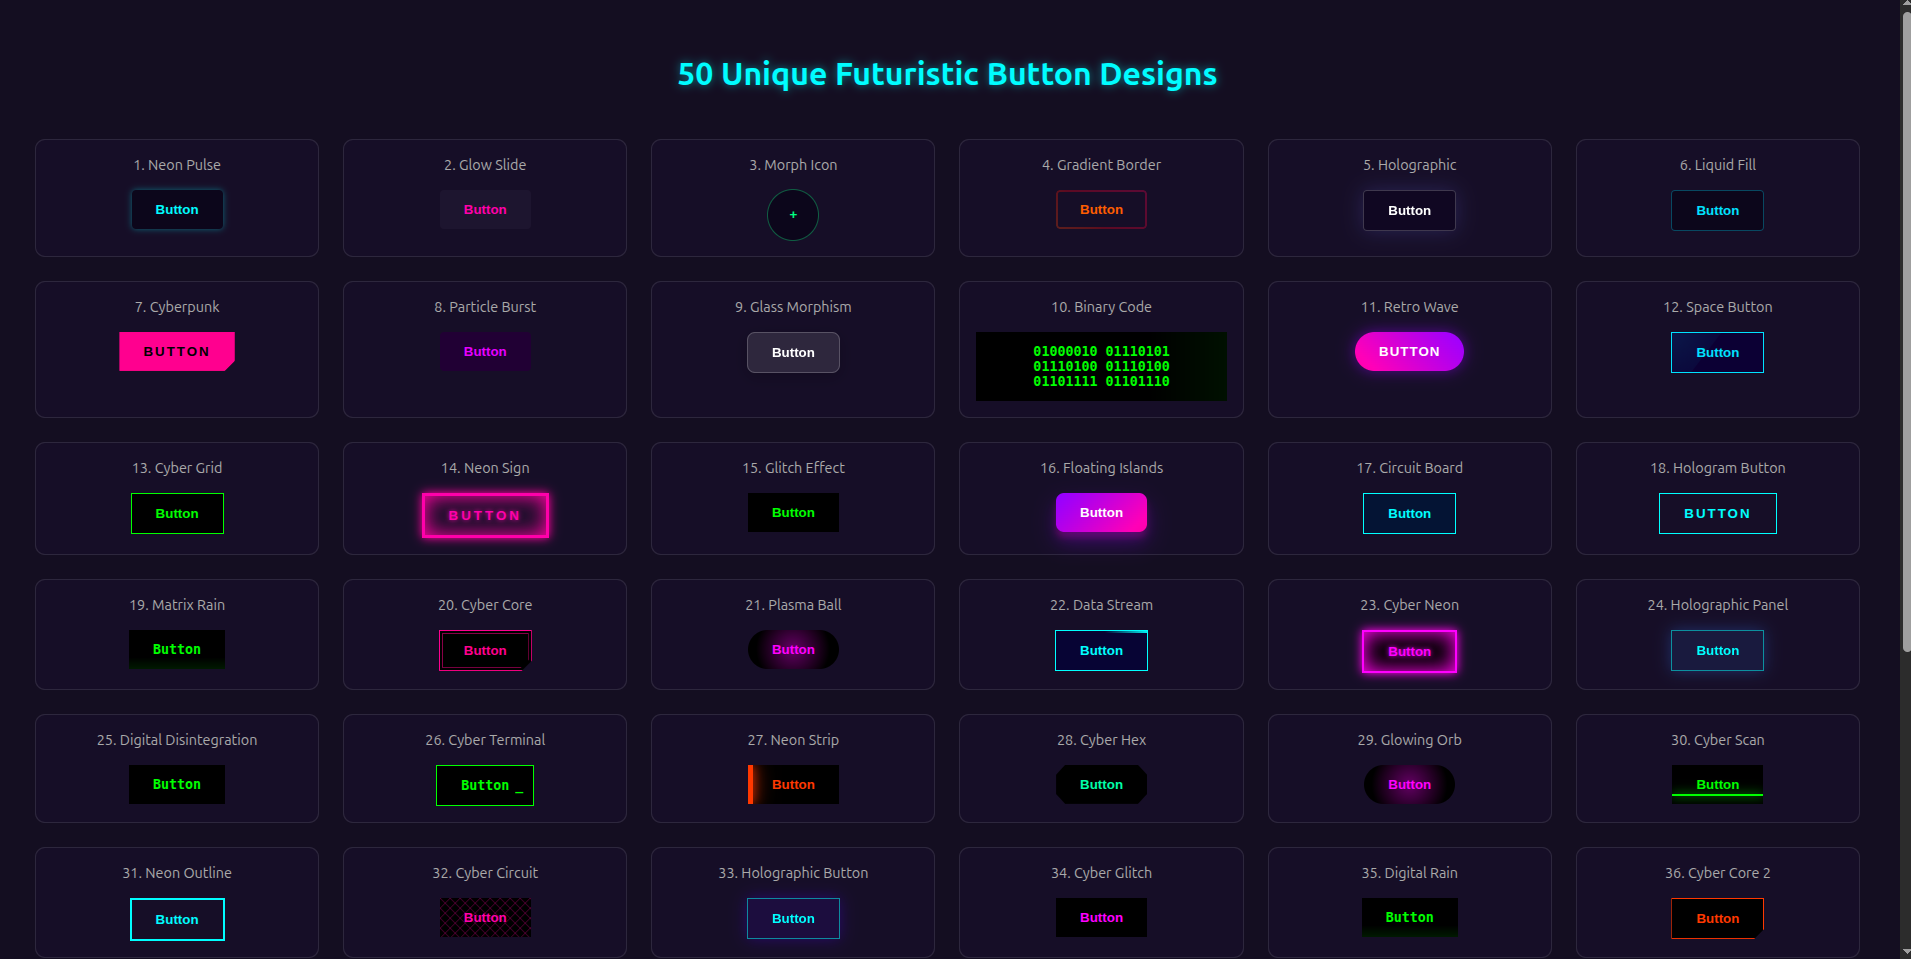 50 Unique Futuristic Button Designs
1. Neon Pulse
Button
2. Glow Slide
Button
3. Morph Icon
+
4. Gradient Border
Button
5. Holographic
Button
6. Liquid Fill
Button
7. Cyberpunk
BUTTON
8. Particle Burst
Button
9. Glass Morphism
Button
10. Binary Code
01000010 01110101
01110100 01110100
01101111 01101110
11. Retro Wave
BUTTON
12. Space Button
Button
13. Cyber Grid
Button
14. Neon Sign
BUTTON
15. Glitch Effect
Button
16. Floating Islands
Button
17. Circuit Board
Button
18. Hologram Button
BUTTON
19. Matrix Rain
Button
20. Cyber Core
Button
21. Plasma Ball
Button
22. Data Stream
Button
23. Cyber Neon
Button
24. Holographic Panel
Button
25. Digital Disintegration
Button
26. Cyber Terminal
Button _
27. Neon Strip
Button
28. Cyber Hex
Button
29. Glowing Orb
Button
30. Cyber Scan
Button
31. Neon Outline
Button
32. Cyber Circuit
Button
33. Holographic Button
Button
34. Cyber Glitch
Button
35. Digital Rain
Button
36. Cyber Core 2
Button